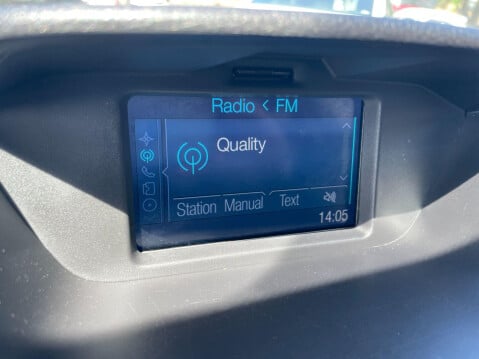 Radio < FM
Quality
Station Manual Text
14:05